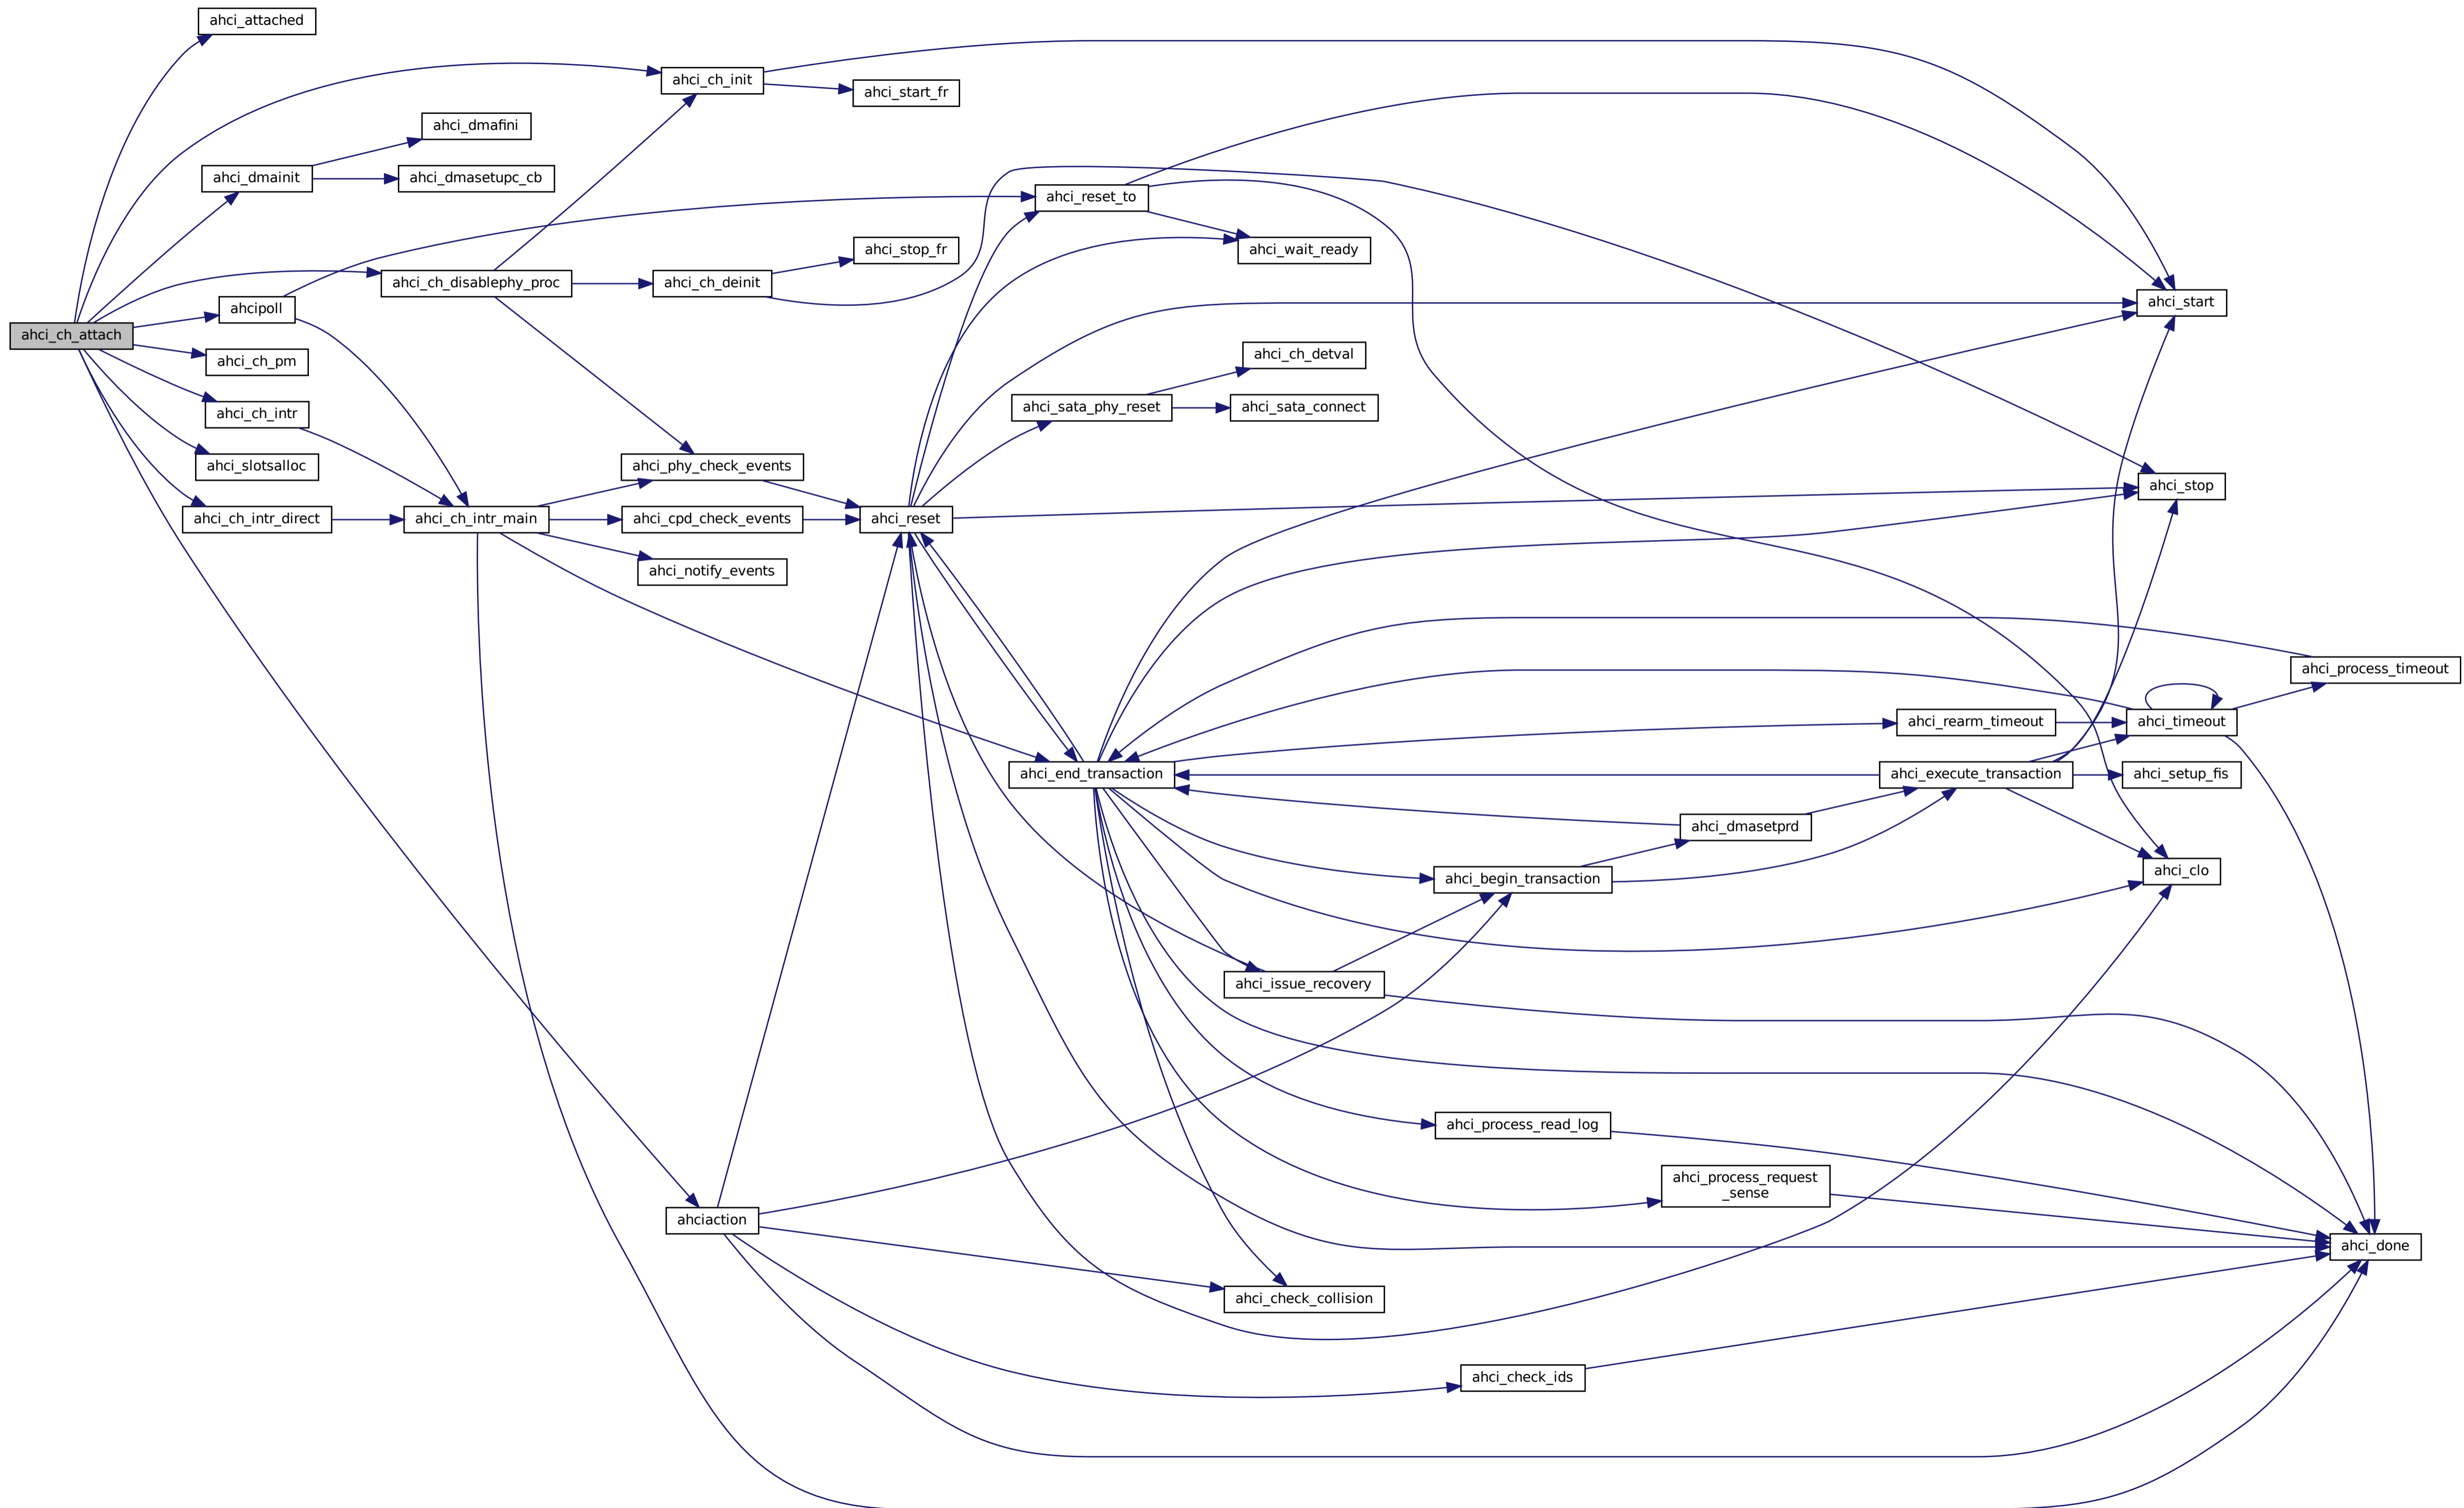 ahci_attached
ahci_ch_init
ahci_start_fr
ahci_dmafini
ahci_dmainit
ahci_dmasetupc_cb
ahci_reset_to
ahci_stop_fr
ahci_wait_ready
ahci_ch_disablephy_proc
ahci_ch_deinit
ahcipoll
ahci_start
ahci_ch_attach
ahci_ch_pm
ahci_ch_detval
ahci_ch_intr
ahci_sata_phy_reset
ahci_sata_connect
ahci_slotsalloc
ahci_phy_check_events
ahci_stop
ahci_ch_intr_direct
ahci_ch_intr_main
ahci_cpd_check_events
ahci_reset
ahci_notify_events
ahci_process_timeout
ahci_rearm_timeout
ahci_timeout
ahci_end_transaction
ahci_execute_transaction
ahci_setup_fis
ahci_dmasetprd
ahci_begin_transaction
ahci_clo
ahci_issue_recovery
ahci_process_read_log
ahci_process_request
_sense
ahciaction
ahci_done
ahci_check_collision
ahci_check_ids